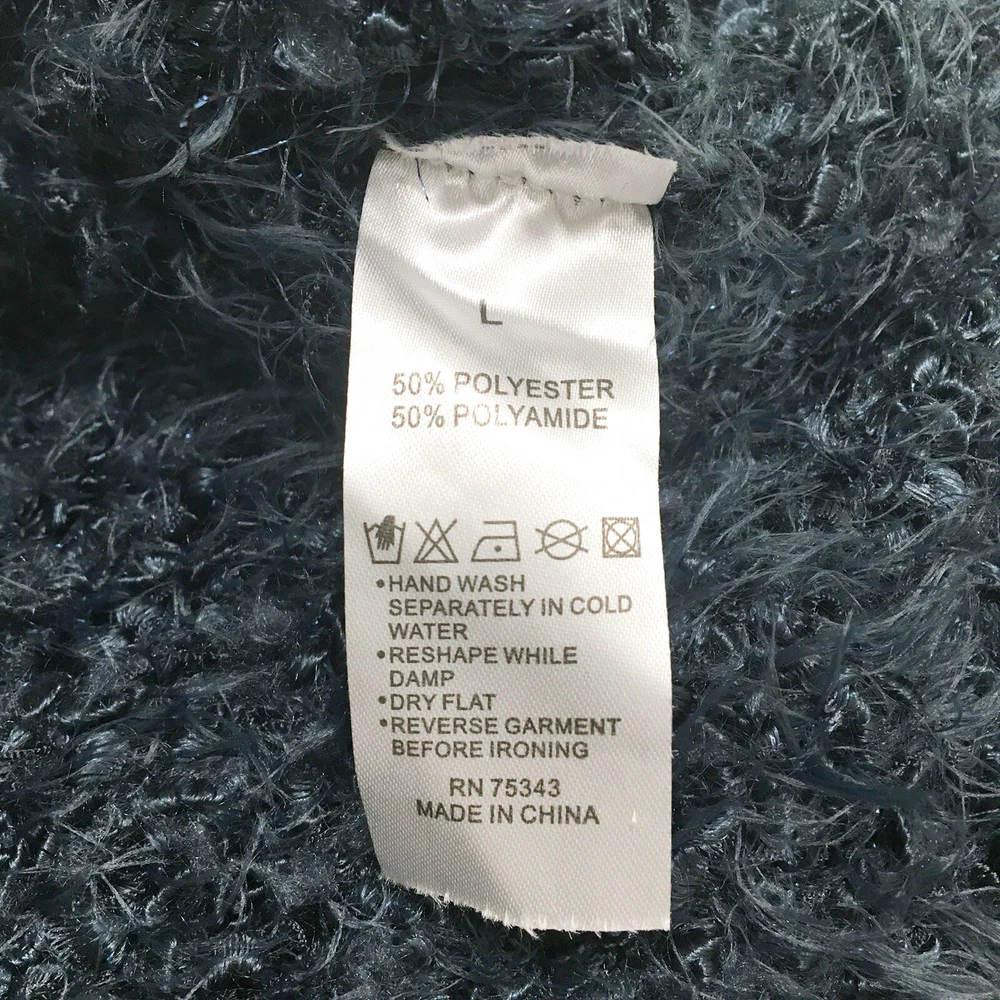 L
50% POLYESTER
50% POLYAMIDE
•HAND WASH
SEPARATELY IN COLD
WATER
•RESHAPE WHILE
DAMP
•DRY FLAT
•REVERSE GARMENT
BEFORE IRONING
RN 75343
MADE IN CHINA